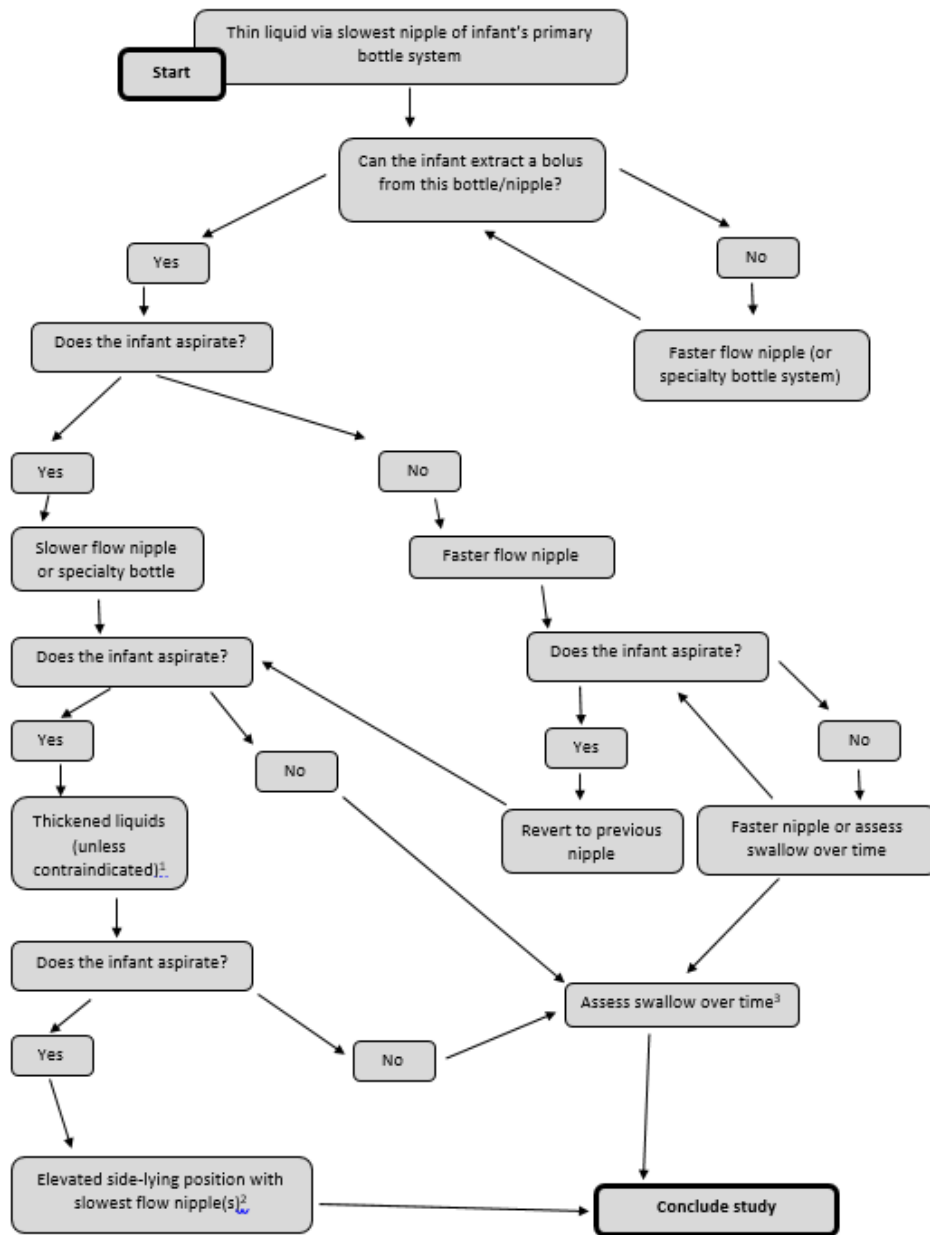 Thin liquid via slowest nipple of infant's primary
bottle system
Start
Can the infant extract a bolus
from this bottle/nipple?
Yes
No
Does the infant aspirate?
Faster flow nipple (or
specialty bottle system)
Yes
No
Slower flow nipple
or specialty bottle
Faster flow nipple
Does the infant aspirate?
Does the infant aspirate?
Yes
No
Yes
No
Thickened liquids
(unless
contraindicated)¹
Revert to previous
nipple
Faster nipple or assess
swallow over time
Does the infant aspirate?
Assess swallow over time³
Yes
No
Elevated side-lying position with
slowest flow nipple(s)²
Conclude study